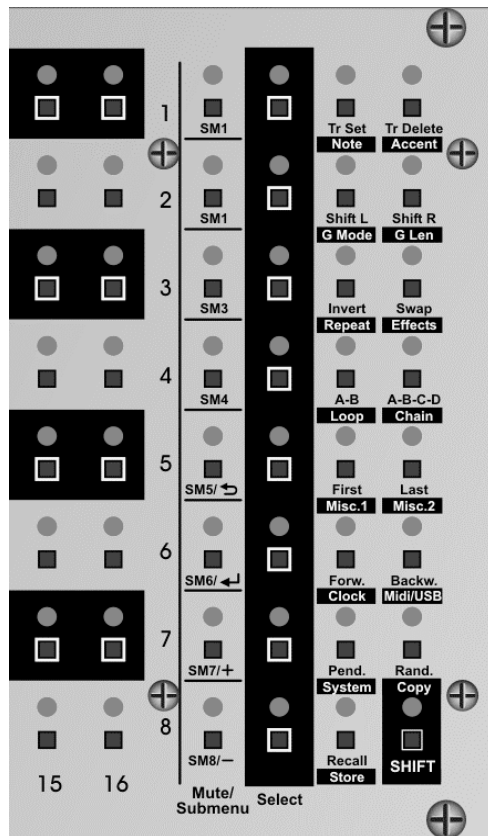 1
SM1
Tr Set Tr Delete
Note Accent
2
SM1
Shift L Shift R
G Mode G Len
3
SM3
Invert Swap
Repeat Effects
4
SM4
A-B A-B-C-D
Loop Chain
5
SM5/
First Last
Misc.1 Misc.2
6
SM6/
Forw. Backw.
Clock Midi/USB
7
SM7/+
Pend. Rand.
System Copy
8
SM8/−
Recall SHIFT
Store
15 16
Mute/ Select
Submenu